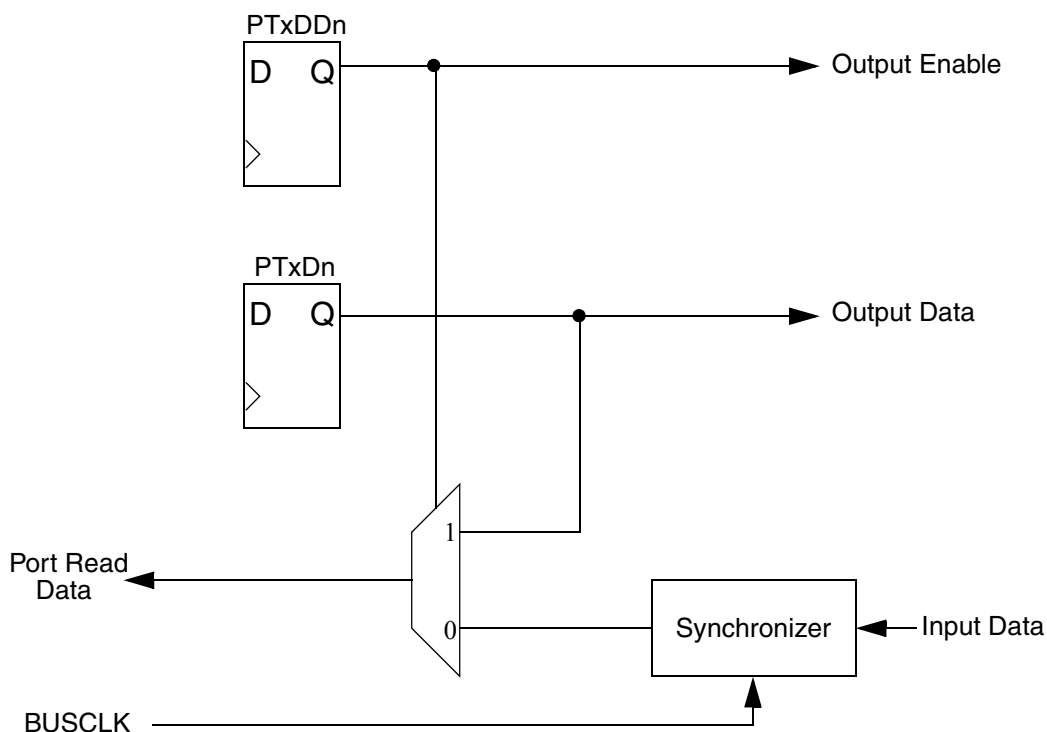 PTxDDn
D Q
Output Enable
PTxDn
D Q
Output Data
1
Port Read
Data
0
Synchronizer
Input Data
BUSCLK